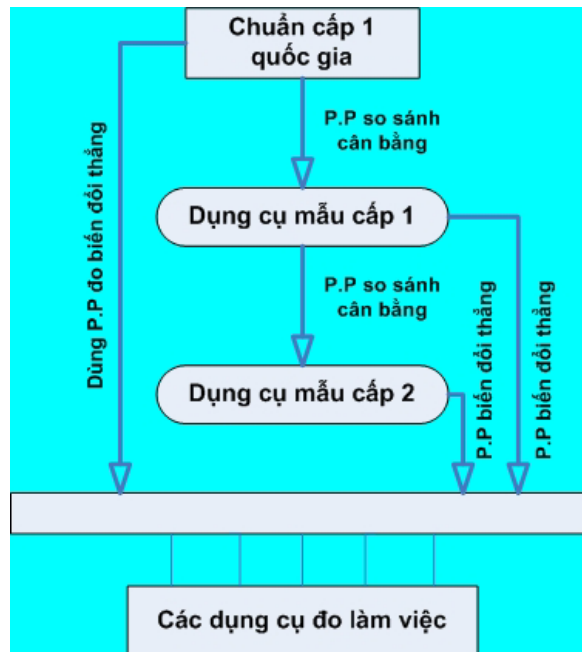 Chuẩn cấp 1
quốc gia
P.P so sánh
cân bằng
Dùng P.P đo biến đổi thẳng
Dụng cụ mẫu cấp 1
P.P so sánh
cân bằng
Dụng cụ mẫu cấp 2
P.P biến đổi thẳng
P.P biến đổi thẳng
Các dụng cụ đo làm việc